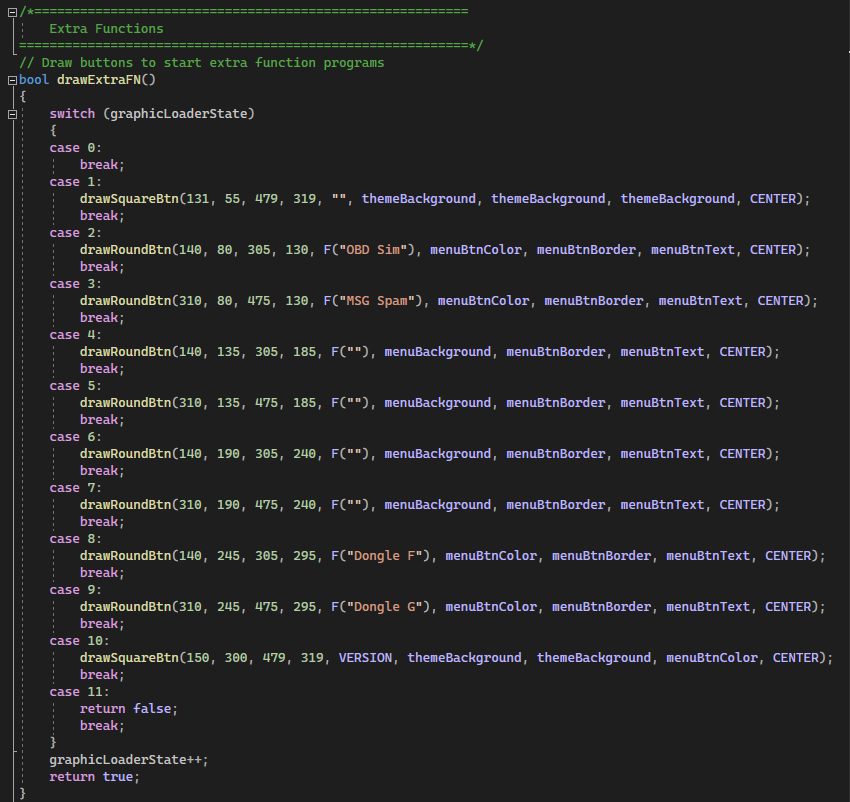 /*=========================================================
    Extra Functions
===========================================================*/
// Draw buttons to start extra function programs
bool drawExtraFN()
{
    switch (graphicLoaderState)
    {
    case 0:
        break;
    case 1:
        drawSquareBtn(131, 55, 479, 319, "", themeBackground, themeBackground, themeBackground, CENTER);
        break;
    case 2:
        drawRoundBtn(140, 80, 305, 130, F("OBD Sim"), menuBtnColor, menuBtnBorder, menuBtnText, CENTER);
        break;
    case 3:
        drawRoundBtn(310, 80, 475, 130, F("MSG Spam"), menuBtnColor, menuBtnBorder, menuBtnText, CENTER);
        break;
    case 4:
        drawRoundBtn(140, 135, 305, 185, F(""), menuBackground, menuBtnBorder, menuBtnText, CENTER);
        break;
    case 5:
        drawRoundBtn(310, 135, 475, 185, F(""), menuBackground, menuBtnBorder, menuBtnText, CENTER);
        break;
    case 6:
        drawRoundBtn(140, 190, 305, 240, F(""), menuBackground, menuBtnBorder, menuBtnText, CENTER);
        break;
    case 7:
        drawRoundBtn(310, 190, 475, 240, F(""), menuBackground, menuBtnBorder, menuBtnText, CENTER);
        break;
    case 8:
        drawRoundBtn(140, 245, 305, 295, F("Dongle F"), menuBtnColor, menuBtnBorder, menuBtnText, CENTER);
        break;
    case 9:
        drawRoundBtn(310, 245, 475, 295, F("Dongle G"), menuBtnColor, menuBtnBorder, menuBtnText, CENTER);
        break;
    case 10:
        drawSquareBtn(150, 300, 479, 319, VERSION, themeBackground, themeBackground, menuBtnColor, CENTER);
        break;
    case 11:
        return false;
        break;
    }
    graphicLoaderState++;
    return true;
}